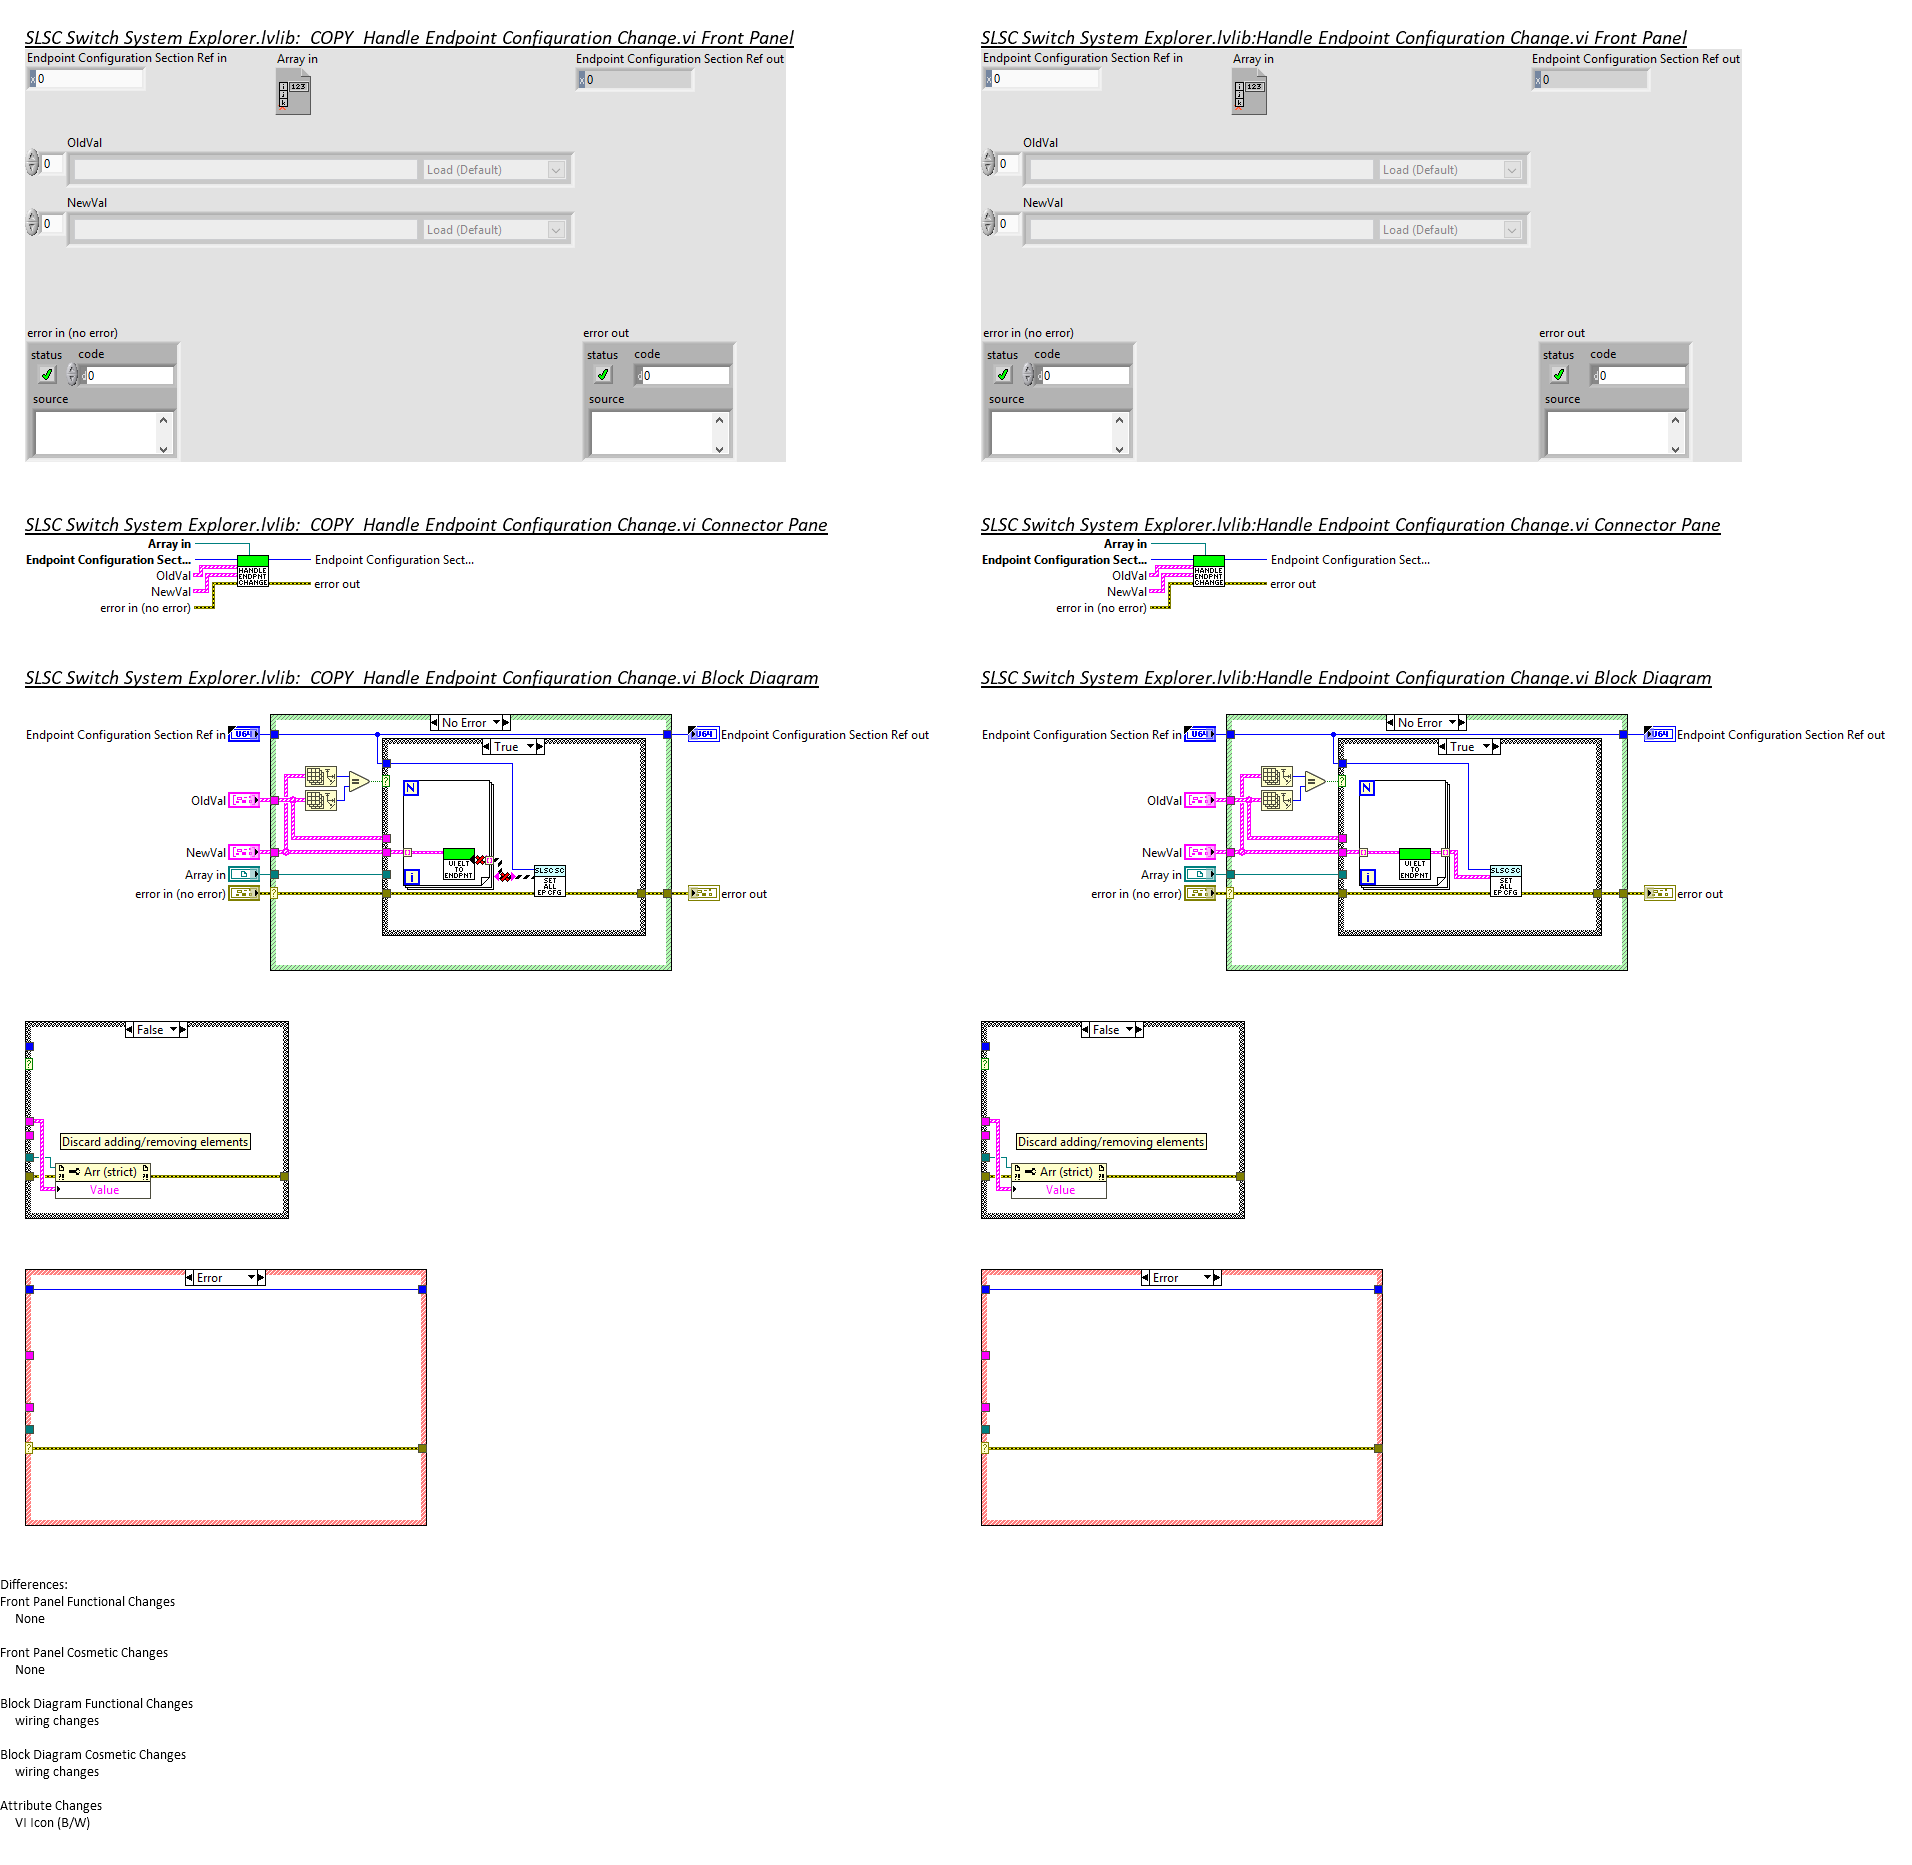 SLSC Switch System Explorer.lvlib:_COPY_Handle Endpoint Configuration Change.vi Front Panel
Endpoint Configuration Section Ref in
Array in
Endpoint Configuration Section Ref out
x 0
i 123
j
k
x 0
OldVal
0
Load (Default)
NewVal
0
Load (Default)
error in (no error)
error out
status code
d 0
source
status code
d 0
source
SLSC Switch System Explorer.lvlib:Handle Endpoint Configuration Change.vi Front Panel
Endpoint Configuration Section Ref in
Array in
Endpoint Configuration Section Ref out
x 0
i 123
j
k
x 0
OldVal
0
Load (Default)
NewVal
0
Load (Default)
error in (no error)
error out
status code
d 0
source
status code
d 0
source
SLSC Switch System Explorer.lvlib:_COPY_Handle Endpoint Configuration Change.vi Connector Pane
Array in
Endpoint Configuration Sect...
OldVal
NewVal
error in (no error)
HANDLE
ENDPNT
CHANGE
Endpoint Configuration Sect...
error out
SLSC Switch System Explorer.lvlib:Handle Endpoint Configuration Change.vi Connector Pane
Array in
Endpoint Configuration Sect...
OldVal
NewVal
error in (no error)
HANDLE
ENDPNT
CHANGE
Endpoint Configuration Sect...
error out
SLSC Switch System Explorer.lvlib:_COPY_Handle Endpoint Configuration Change.vi Block Diagram
No Error
Endpoint Configuration Section Ref in
U64
U64
Endpoint Configuration Section Ref out
True
=
?
N
OldVal
NewVal
Array in
error in (no error)
?
UI ELT
TO
ENDPNT
i
SLSC SC
SET
ALL
EP CFG
error out
SLSC Switch System Explorer.lvlib:Handle Endpoint Configuration Change.vi Block Diagram
No Error
Endpoint Configuration Section Ref in
U64
U64
Endpoint Configuration Section Ref out
True
=
?
N
OldVal
NewVal
Array in
error in (no error)
?
UI ELT
TO
ENDPNT
i
SLSC SC
SET
ALL
EP CFG
error out
False
?
Discard adding/removing elements
Arr (strict)
Value
False
?
Discard adding/removing elements
Arr (strict)
Value
Error
?
Error
?
Differences:
Front Panel Functional Changes
None
Front Panel Cosmetic Changes
None
Block Diagram Functional Changes
wiring changes
Block Diagram Cosmetic Changes
wiring changes
Attribute Changes
VI Icon (B/W)